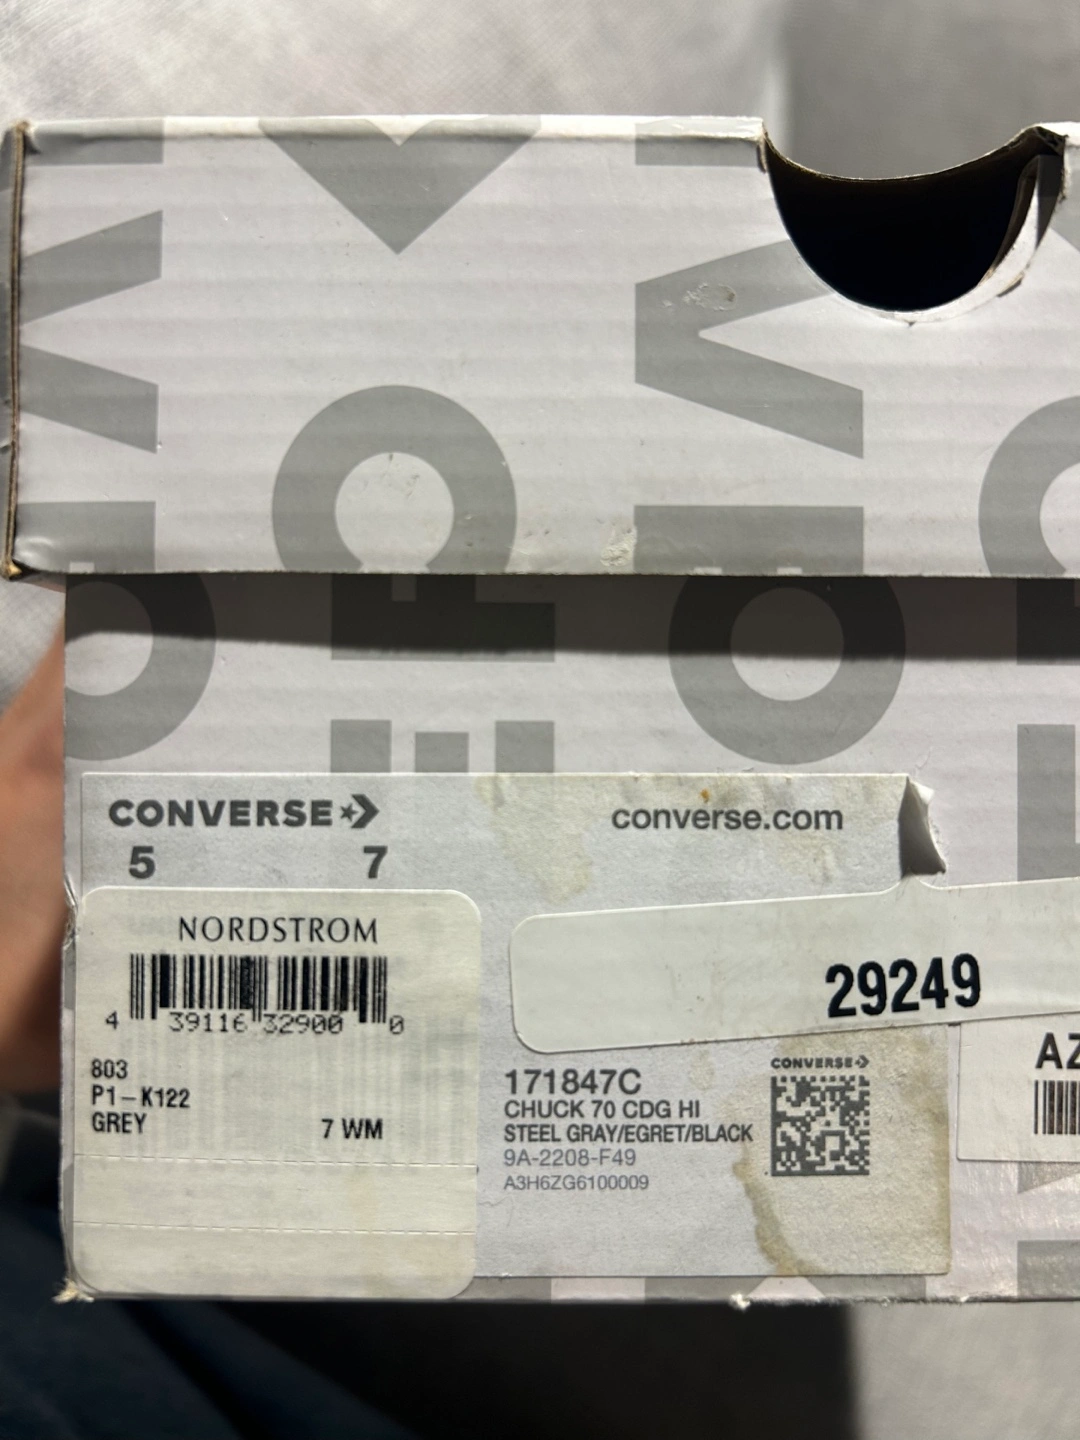 CONVERSE
converse.com
5 7
NORDSTROM
4 39116 32900 0
803
P1-K122
GREY 7 WM
29249
AZ
171847C
CHUCK 70 CDG HI
STEEL GRAY/EGRET/BLACK
9A-2208-F49
A3H6ZG6100009
CONVERSE